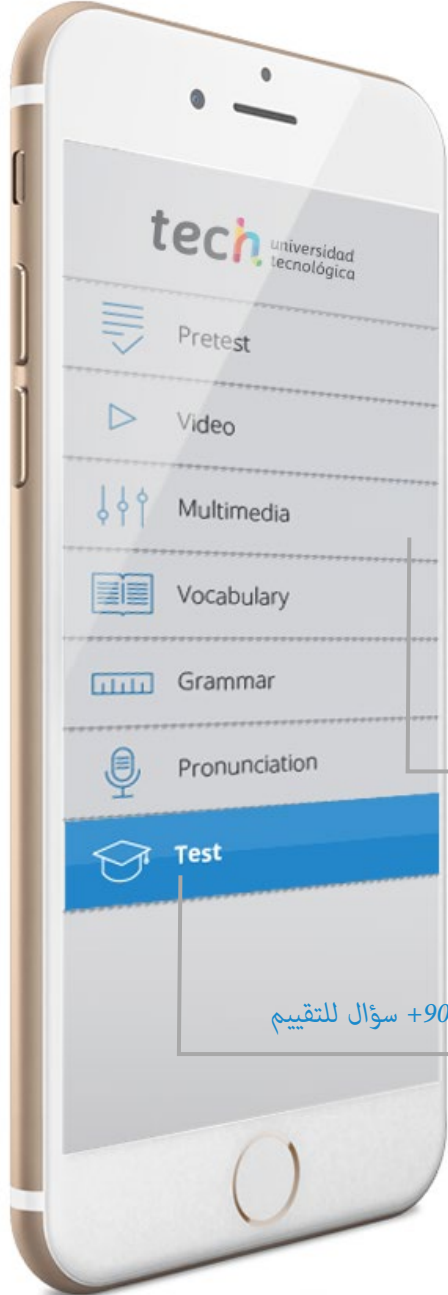 tech universidad
tecnológica
Pretest
Video
Multimedia
Vocabulary
Grammar
Pronunciation
Test
90+ سؤال للتقييم